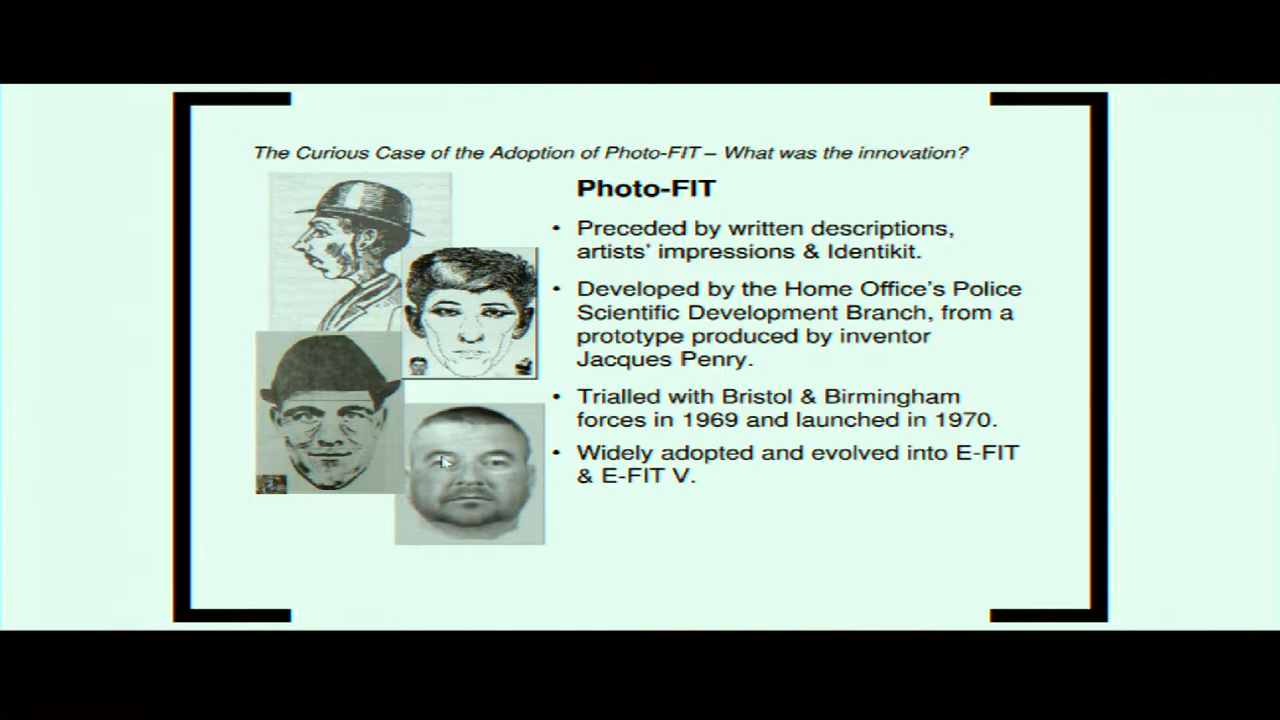 The Curious Case of the Adoption of Photo-FIT – What was the innovation?
Photo-FIT
• Preceded by written descriptions,
artists' impressions & Identikit.
• Developed by the Home Office's Police
Scientific Development Branch, from a
prototype produced by inventor
Jacques Penry.
• Trialled with Bristol & Birmingham
forces in 1969 and launched in 1970.
• Widely adopted and evolved into E-FIT
& E-FIT V.